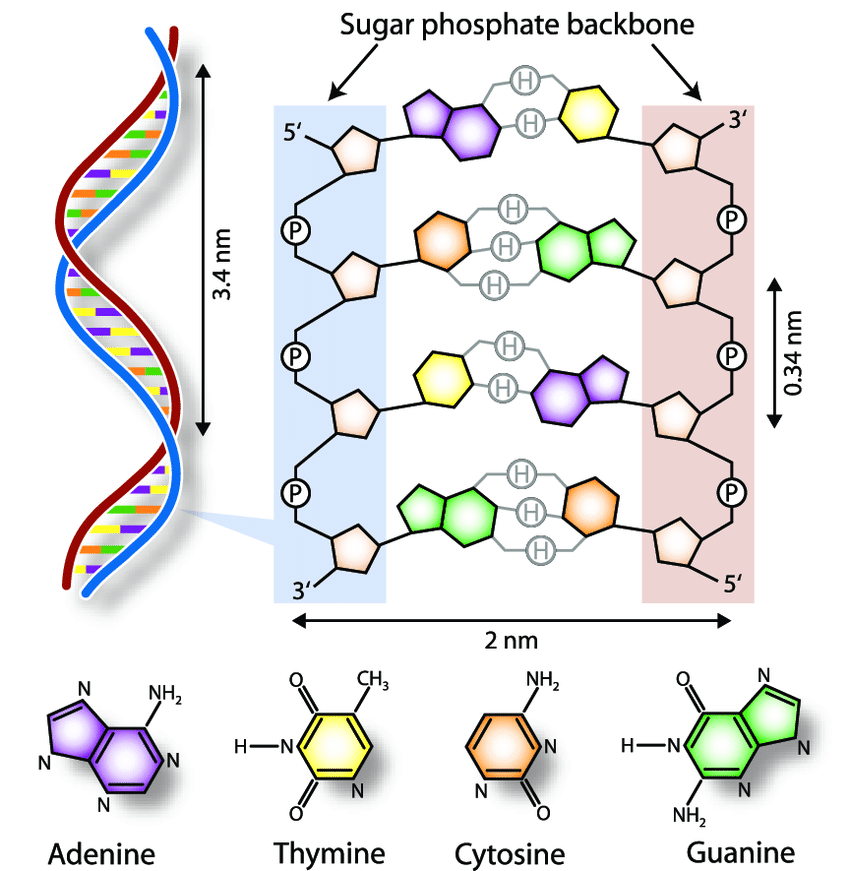 Sugar phosphate backbone
H
5‘
H
3‘
P
H
P
H
H
3.4 nm
P
H
P
0.34 nm
H
H
P
H
P
H
3‘
5‘
2 nm
N
NH₂
N
N
N
Adenine
O
CH₃
H
N
N
O
Thymine
NH₂
N
N
O
Cytosine
O
N
H
N
N
N
NH₂
Guanine